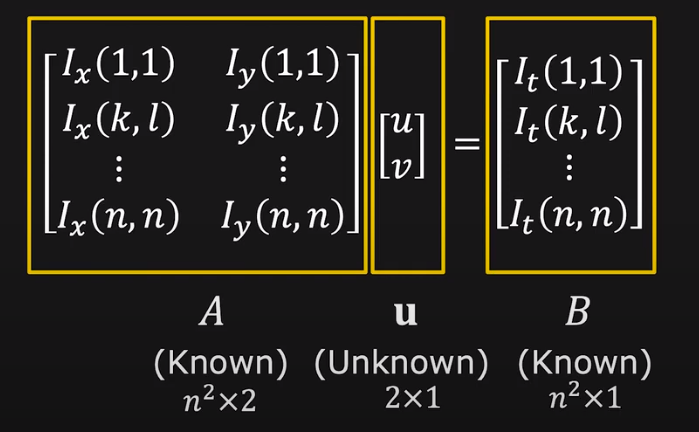 I_x(1,1) I_y(1,1)
I_x(k,l) I_y(k,l)
⋮ ⋮
I_x(n,n) I_y(n,n)
u
v
=
I_t(1,1)
I_t(k,l)
⋮
I_t(n,n)
A u B
(Known) (Unknown) (Known)
n²×2 2×1 n²×1